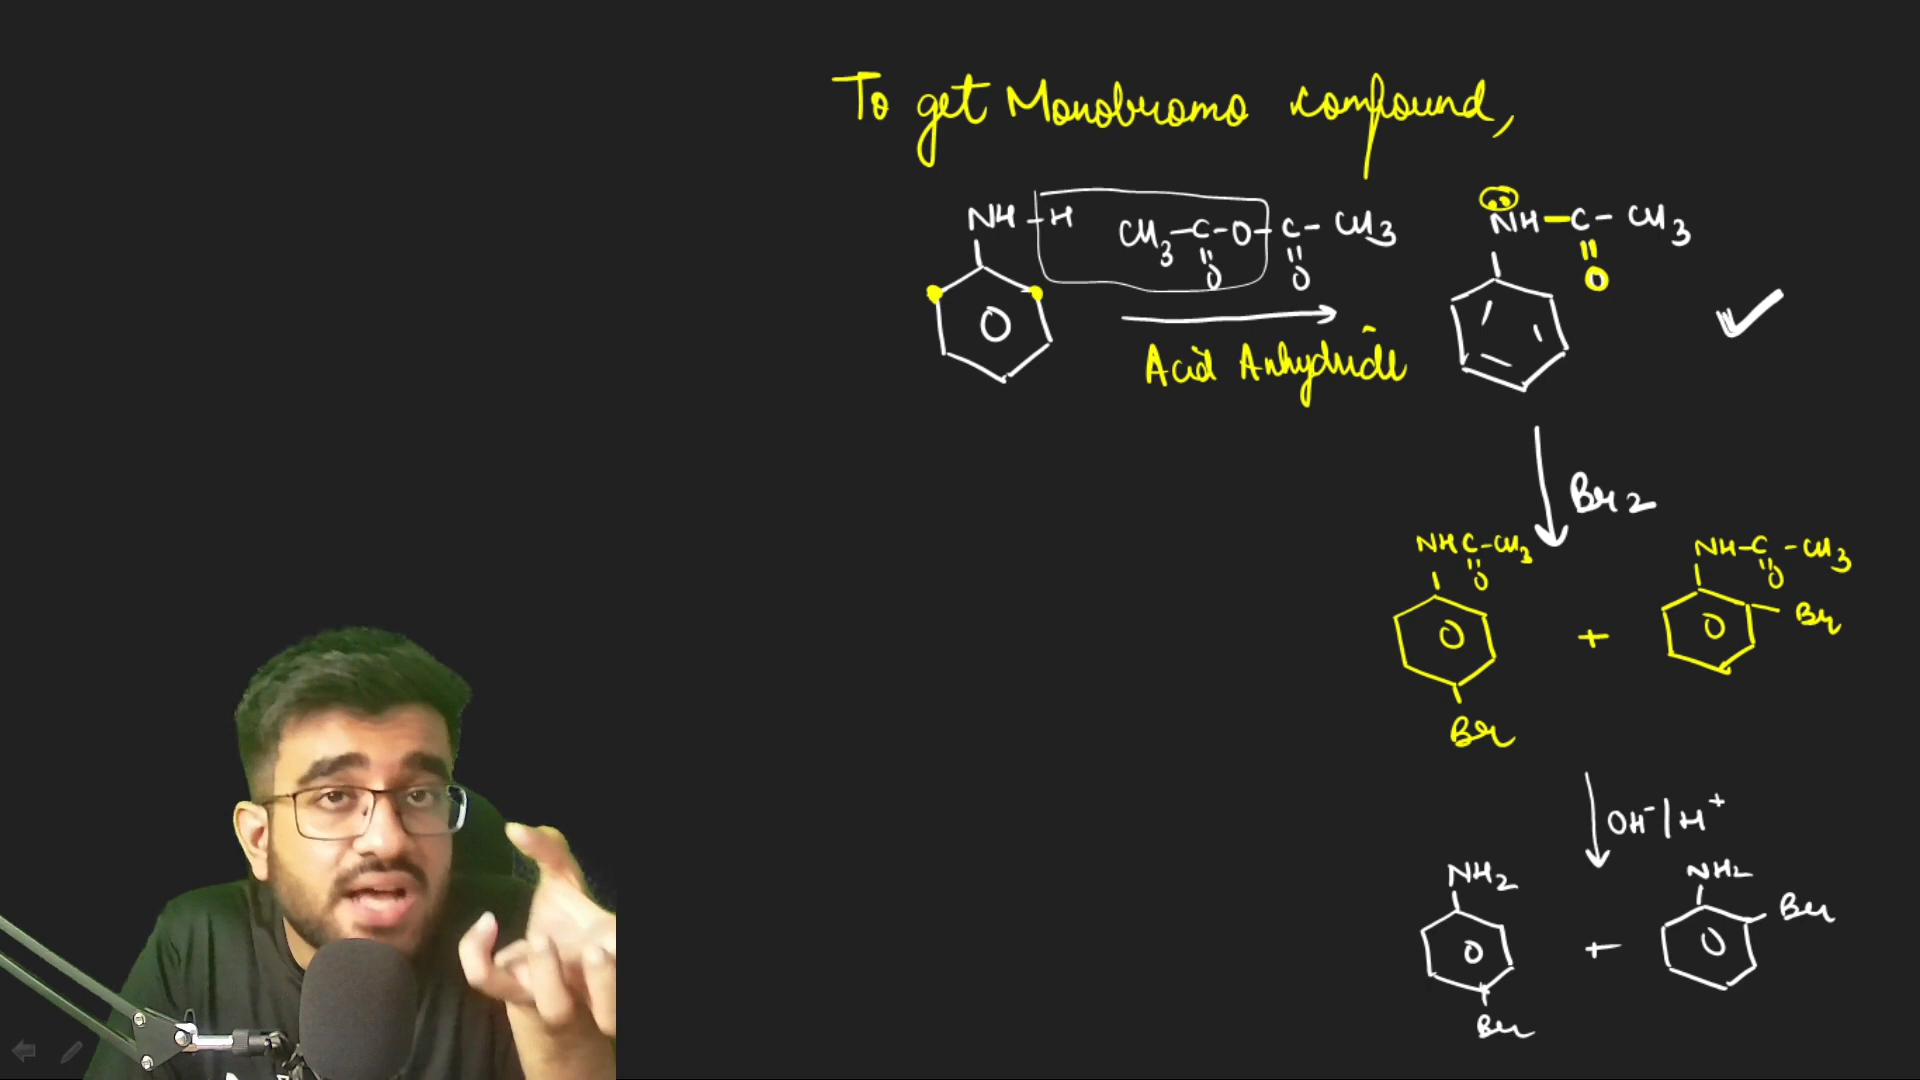 To get Monobromo compound,
NH-H CH3-C-O-C-CH3
O O
Acid Anhydride
NH-C-CH3
O
Br2
NHC-CH3
O
Br
+
NH-C-CH3
O
Br
OH-/H+
NH2
Br
+
NH2
Br